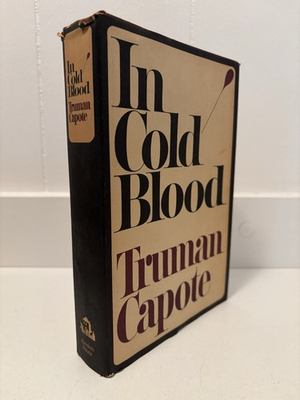 In
Cold
Blood
Truman
Capote
In
Cold
Blood
Truman
Capote